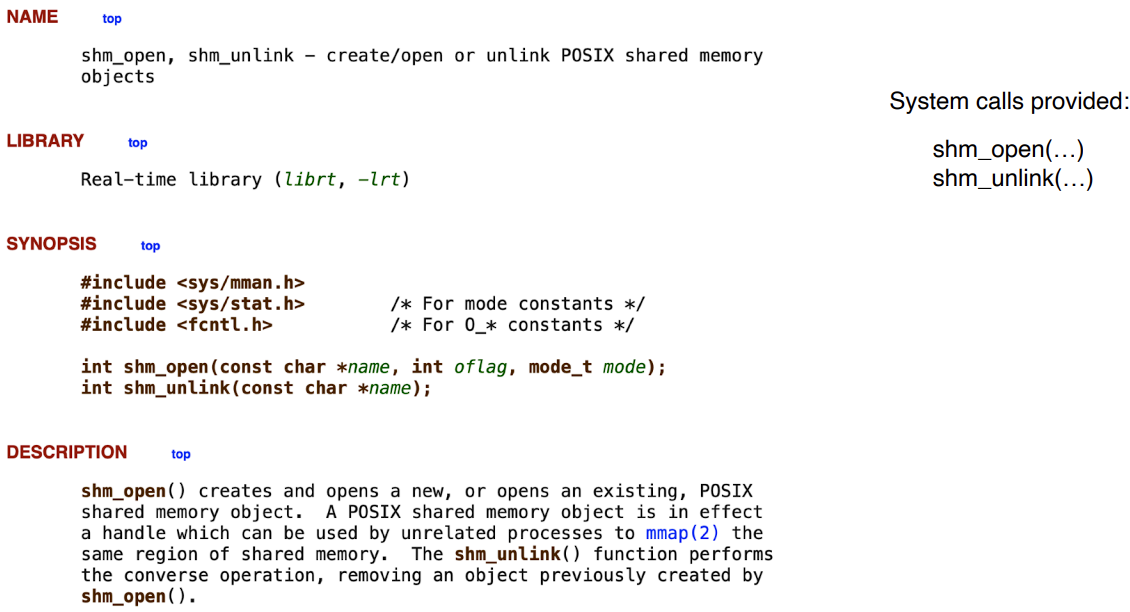 NAME top
shm_open, shm_unlink – create/open or unlink POSIX shared memory
objects
System calls provided:
shm_open(…)
shm_unlink(…)
LIBRARY top
Real-time library (librt, -lrt)
SYNOPSIS top
#include <sys/mman.h>
#include <sys/stat.h> /* For mode constants */
#include <fcntl.h> /* For O_* constants */
int shm_open(const char *name, int oflag, mode_t mode);
int shm_unlink(const char *name);
DESCRIPTION top
shm_open() creates and opens a new, or opens an existing, POSIX
shared memory object. A POSIX shared memory object is in effect
a handle which can be used by unrelated processes to mmap(2) the
same region of shared memory. The shm_unlink() function performs
the converse operation, removing an object previously created by
shm_open().